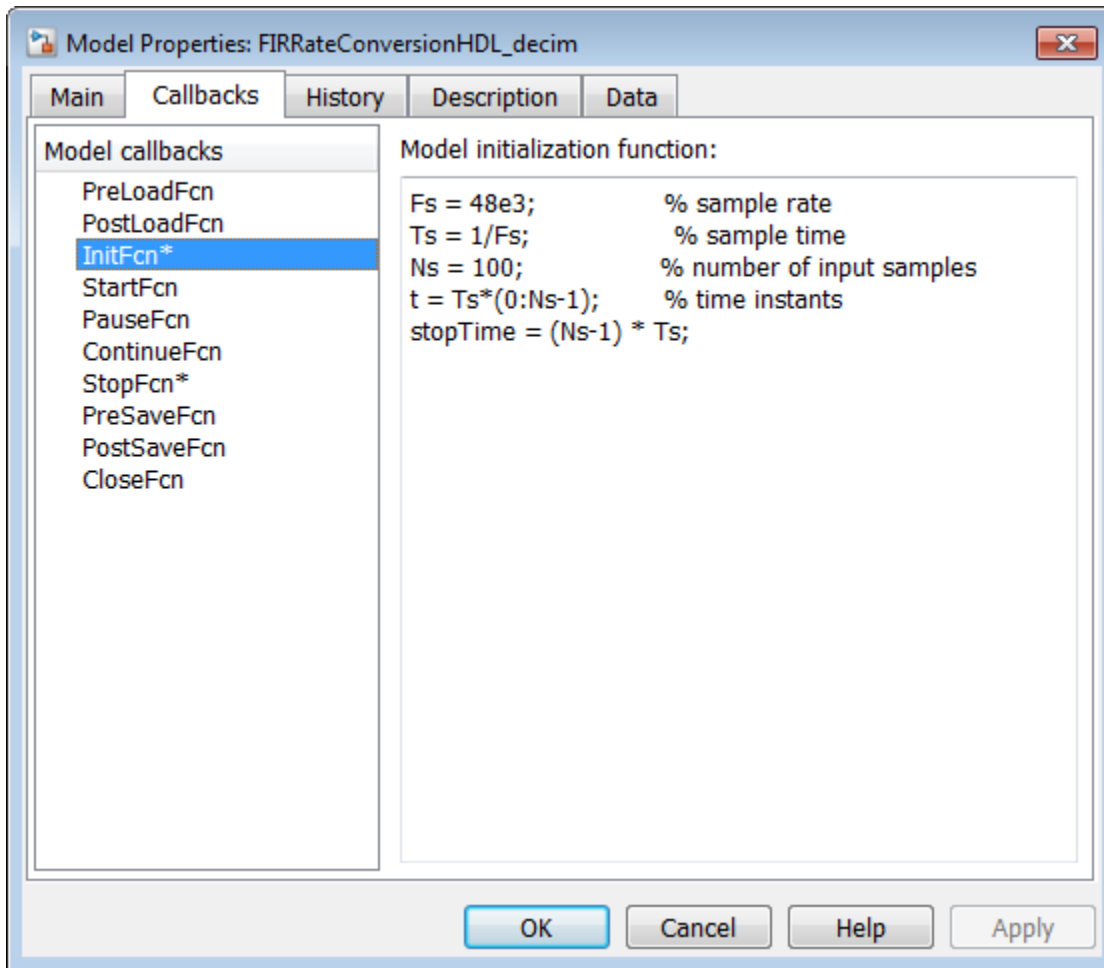 Model Properties: FIRRateConversionHDL_decim
Main Callbacks History Description Data
Model callbacks
PreLoadFcn
PostLoadFcn
InitFcn*
StartFcn
PauseFcn
ContinueFcn
StopFcn*
PreSaveFcn
PostSaveFcn
CloseFcn
Model initialization function:
Fs = 48e3; % sample rate
Ts = 1/Fs; % sample time
Ns = 100; % number of input samples
t = Ts*(0:Ns-1); % time instants
stopTime = (Ns-1) * Ts;
OK Cancel Help Apply